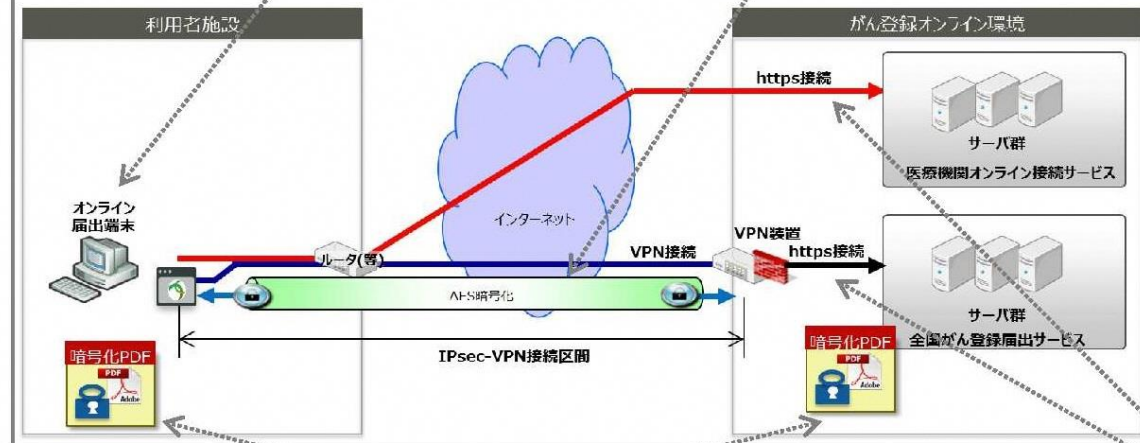 利用者施設
がん登録オンライン環境
https接続
サーバ群
医療機関オンライン接続サービス
オンライン
届出端末
インターネット
ルータ(等)
VPN接続
VPN装置
https接続
AES暗号化
サーバ群
全国がん登録届出サービス
IPsec-VPN接続区間
暗号化PDF
PDF
Adobe
暗号化PDF
PDF
Adobe